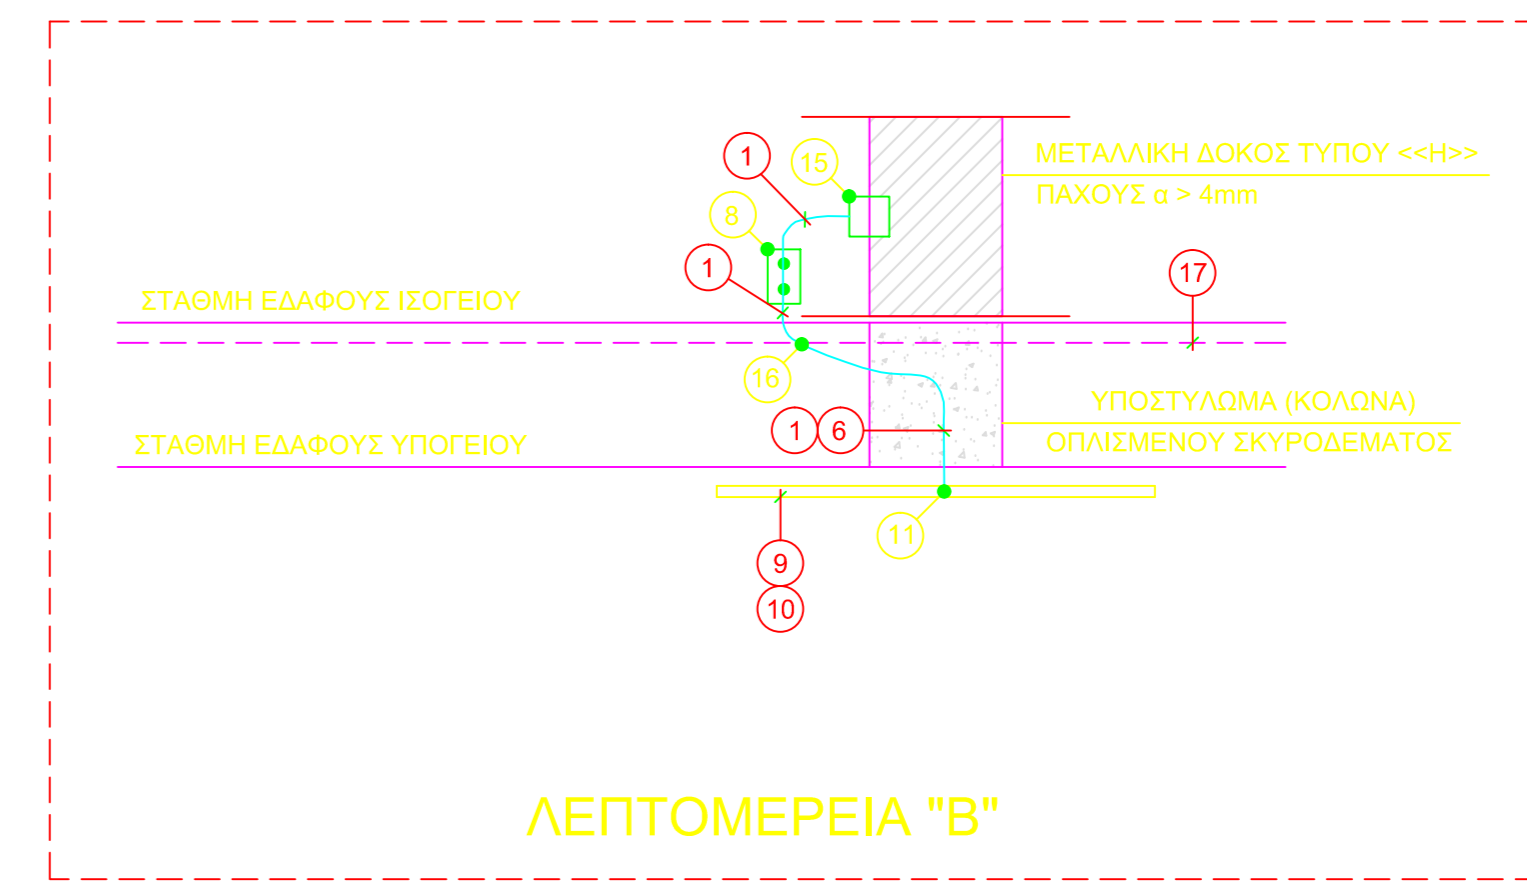 1
15
ΜΕΤΑΛΛΙΚΗ ΔΟΚΟΣ ΤΥΠΟΥ <<Η>>
ΠΑΧΟΥΣ α > 4mm
8
1
17
ΣΤΑΘΜΗ ΕΔΑΦΟΥΣ ΙΣΟΓΕΙΟΥ
16
ΥΠΟΣΤΥΛΩΜΑ (ΚΟΛΩΝΑ)
ΟΠΛΙΣΜΕΝΟΥ ΣΚΥΡΟΔΕΜΑΤΟΣ
1 6
ΣΤΑΘΜΗ ΕΔΑΦΟΥΣ ΥΠΟΓΕΙΟΥ
11
9
10
ΛΕΠΤΟΜΕΡΕΙΑ "Β"